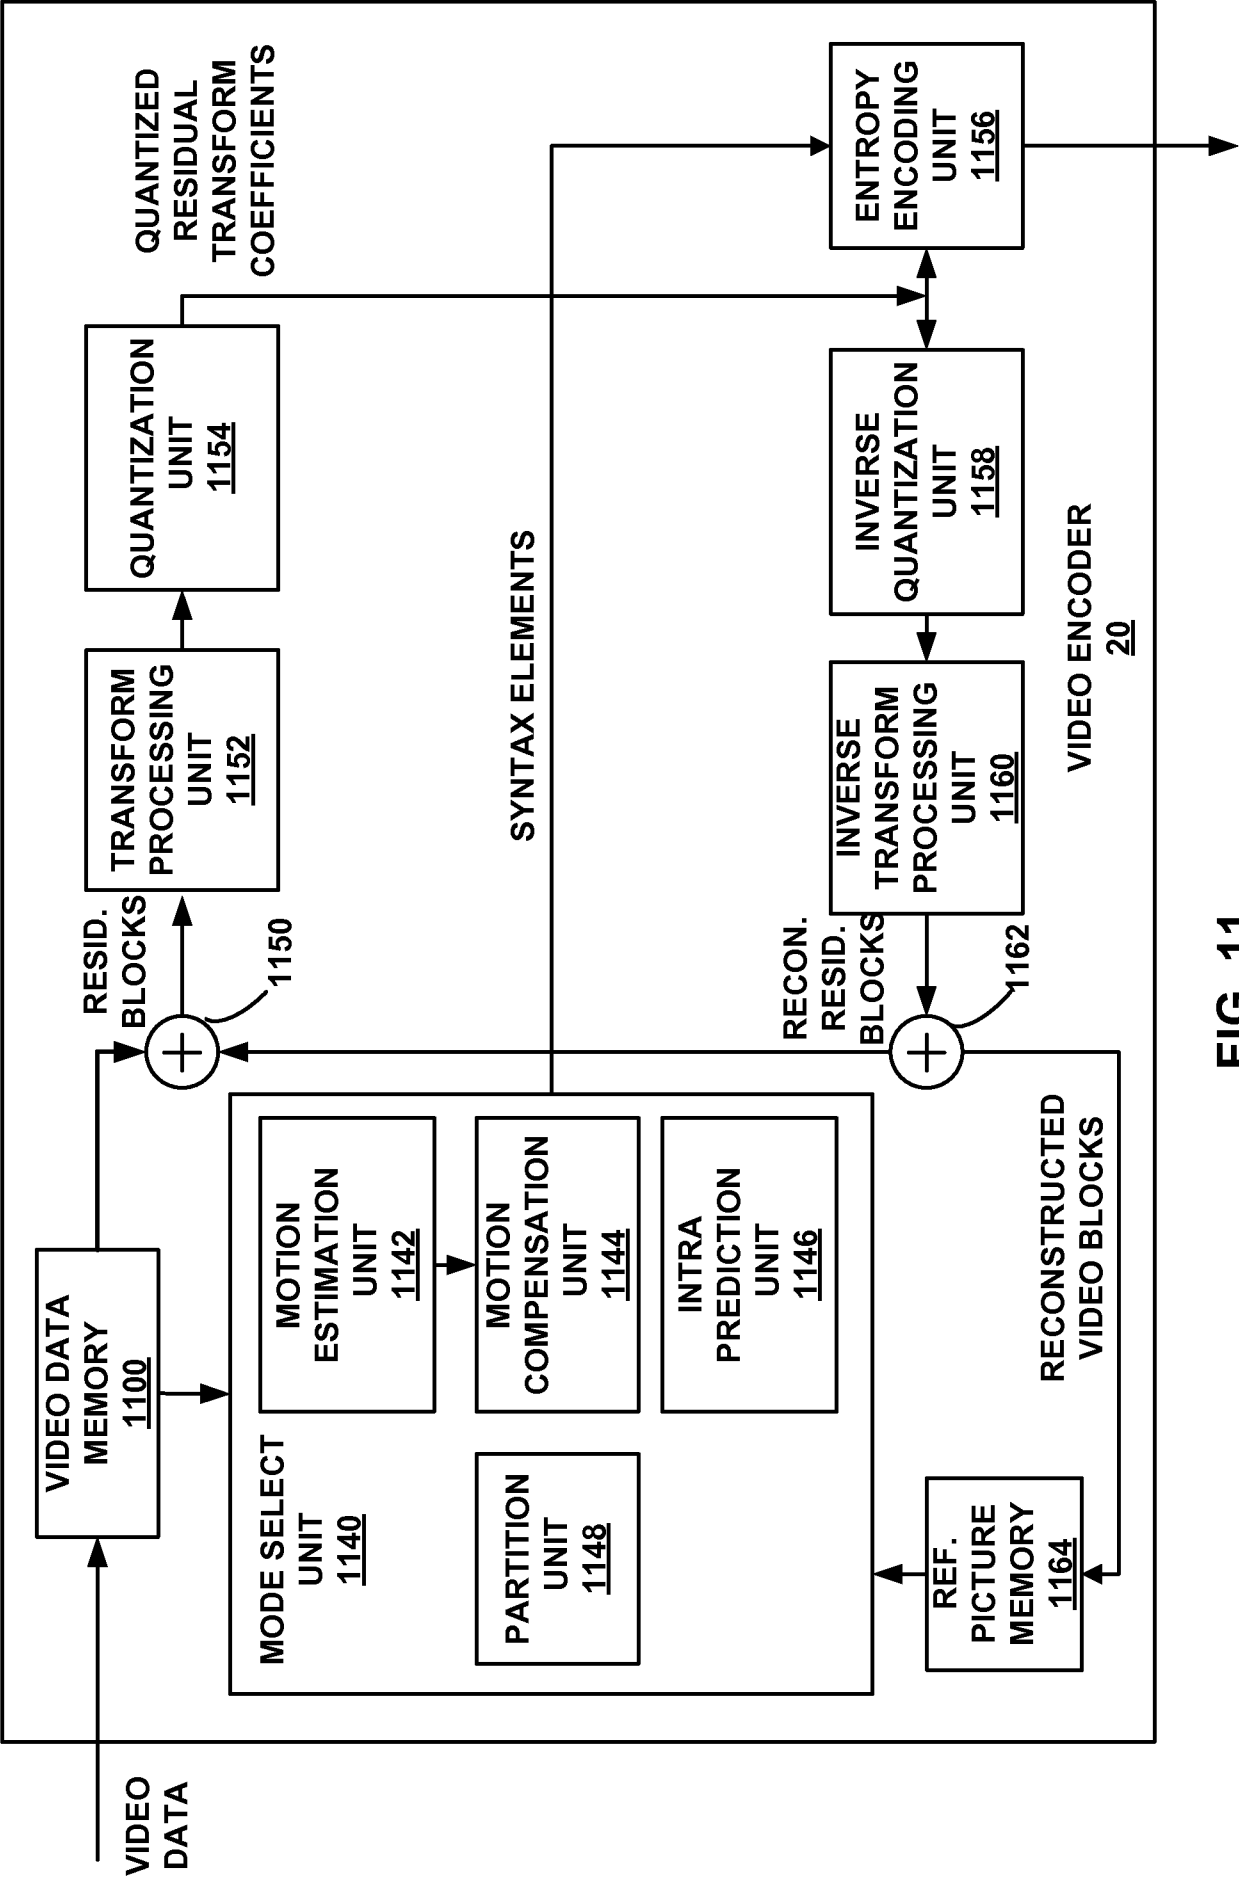 VIDEO
DATA
VIDEO DATA
MEMORY
1100
MODE SELECT
UNIT
1140
PARTITION
UNIT
1148
MOTION
ESTIMATION
UNIT
1142
MOTION
COMPENSATION
UNIT
1144
INTRA
PREDICTION
UNIT
1146
REF.
PICTURE
MEMORY
1164
RECONSTRUCTED
VIDEO BLOCKS
RESID.
BLOCKS
1150
TRANSFORM
PROCESSING
UNIT
1152
QUANTIZATION
UNIT
1154
QUANTIZED
RESIDUAL
TRANSFORM
COEFFICIENTS
SYNTAX ELEMENTS
RECON.
RESID.
BLOCKS
1162
INVERSE
TRANSFORM
PROCESSING
UNIT
1160
INVERSE
QUANTIZATION
UNIT
1158
ENTROPY
ENCODING
UNIT
1156
VIDEO ENCODER
20
FIG. 11